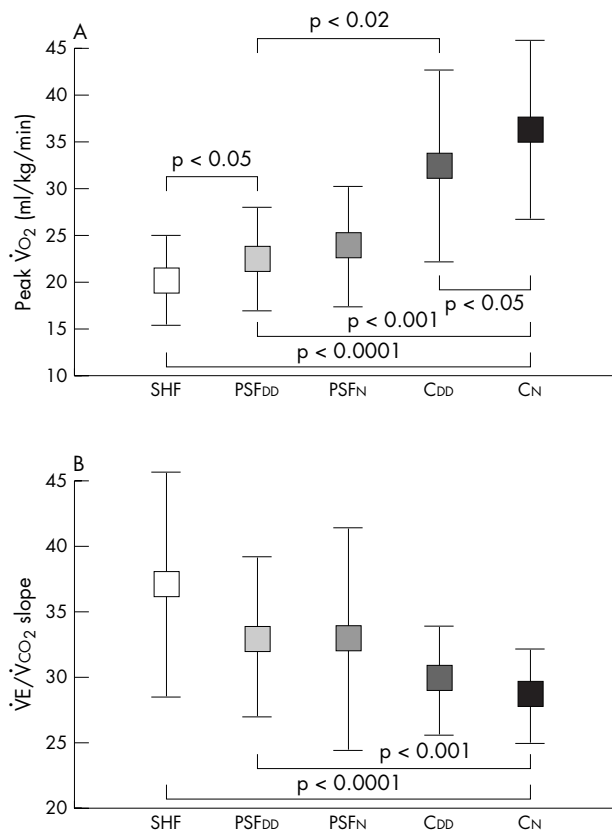 A
p < 0.02
45
40
35
p < 0.05
30
25
20
p < 0.05
15
p < 0.001
p < 0.0001
10
Peak V̇O₂ (ml/kg/min)
SHF PSFDD PSFN CDD CN
B
45
40
35
30
25
p < 0.001
p < 0.0001
20
V̇E/V̇CO₂ slope
SHF PSFDD PSFN CDD CN